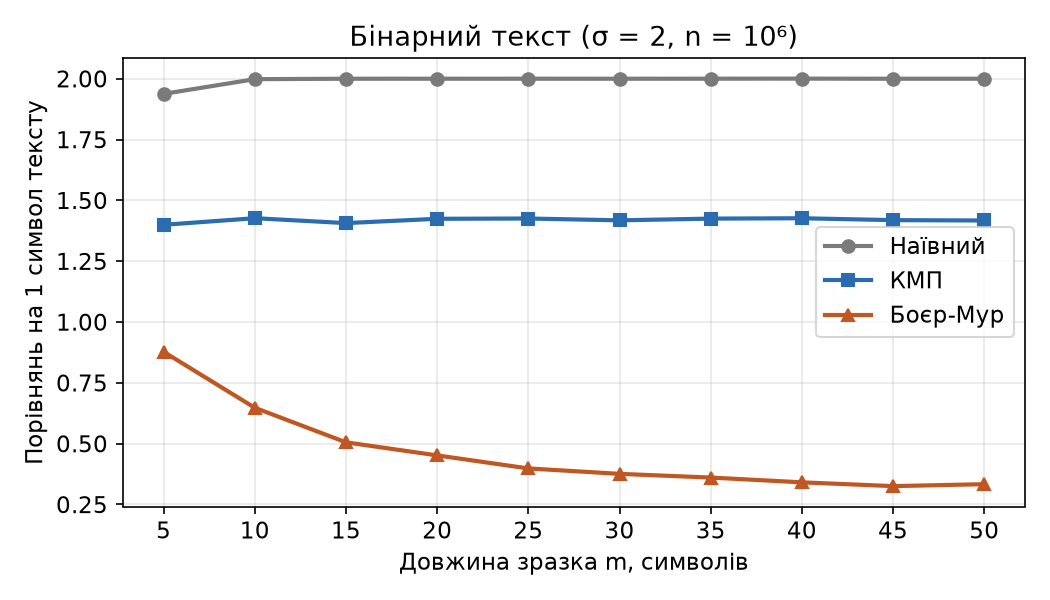 Бінарний текст (σ = 2, n = 10⁶)
Порівнянь на 1 символ тексту
2.00
1.75
1.50
1.25
1.00
0.75
0.50
0.25
Наївний
КМП
Боєр-Мур
5 10 15 20 25 30 35 40 45 50
Довжина зразка m, символів